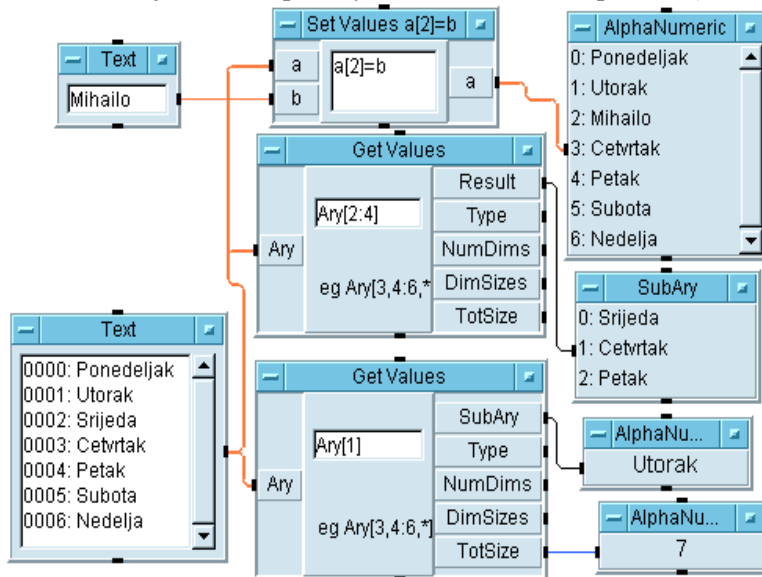 Set Values a[2]=b
a
b
a[2]=b
a
AlphaNumeric
0: Ponedeljak
1: Utorak
2: Mihailo
3: Cetvrtak
4: Petak
5: Subota
6: Nedelja
Text
Mihailo
Get Values
Ary
Ary[2:4]
eg Ary[3,4:6,*
Result
Type
NumDims
DimSizes
TotSize
SubAry
0: Srijeda
1: Cetvrtak
2: Petak
Text
0000: Ponedeljak
0001: Utorak
0002: Srijeda
0003: Cetvrtak
0004: Petak
0005: Subota
0006: Nedelja
Get Values
Ary
Ary[1]
eg Ary[3,4:6,*]
SubAry
Type
NumDims
DimSizes
TotSize
AlphaNu...
Utorak
AlphaNu...
7